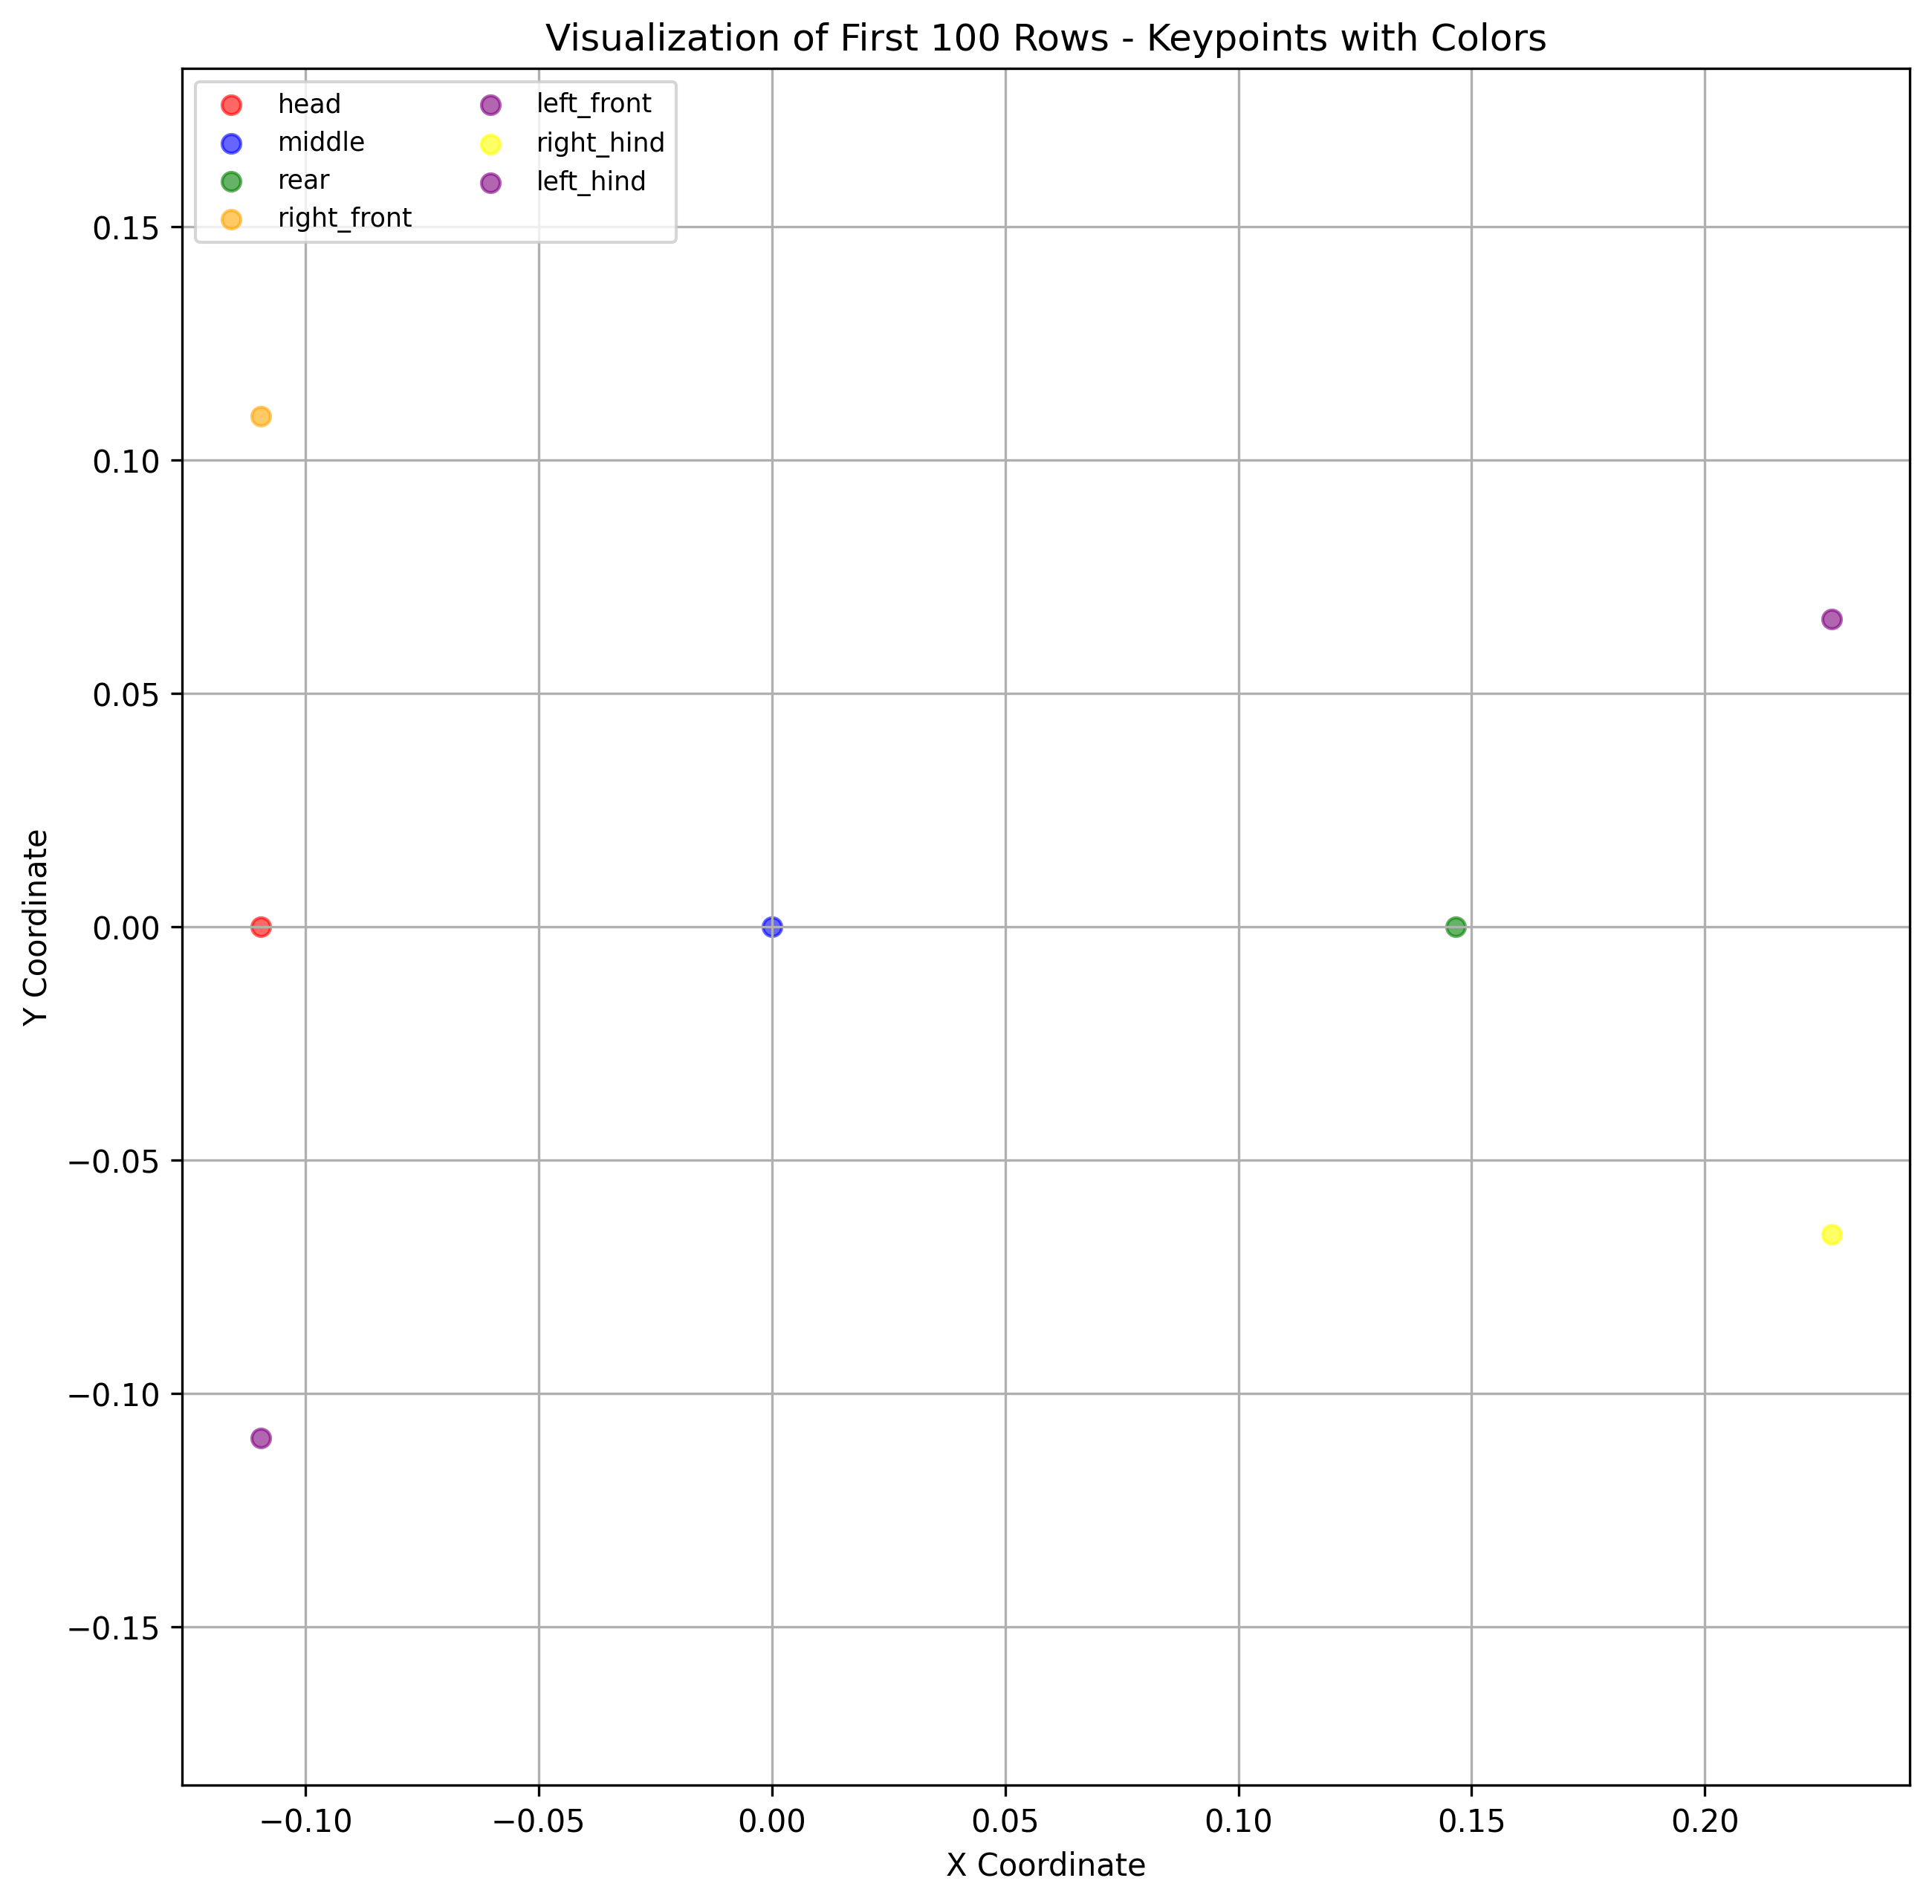 Visualization of First 100 Rows - Keypoints with Colors
head
middle
rear
right_front
left_front
right_hind
left_hind
0.15
0.10
0.05
0.00
−0.05
−0.10
−0.15
Y Coordinate
−0.10 −0.05 0.00 0.05 0.10 0.15 0.20
X Coordinate